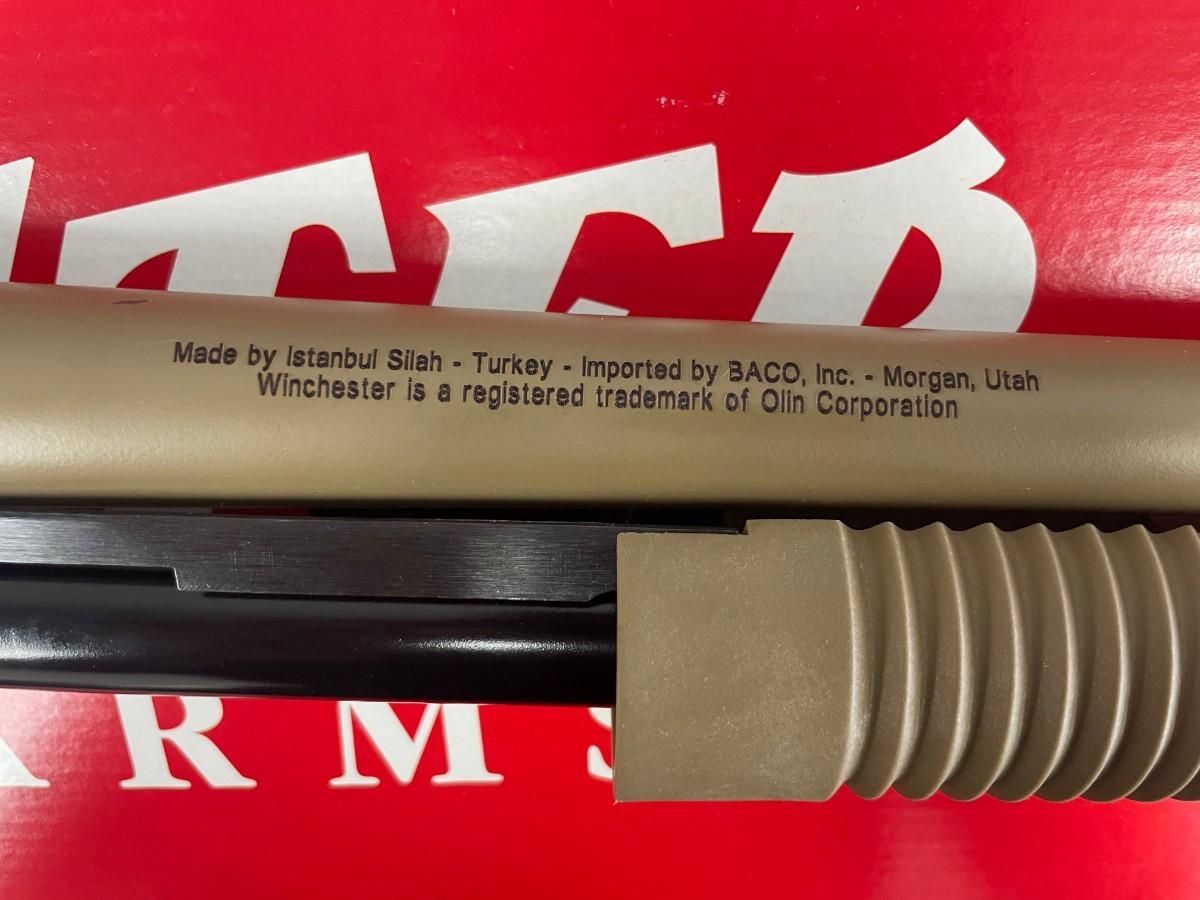 Made by Istanbul Silah - Turkey - Imported by BACO, Inc. - Morgan, Utah
Winchester is a registered trademark of Olin Corporation